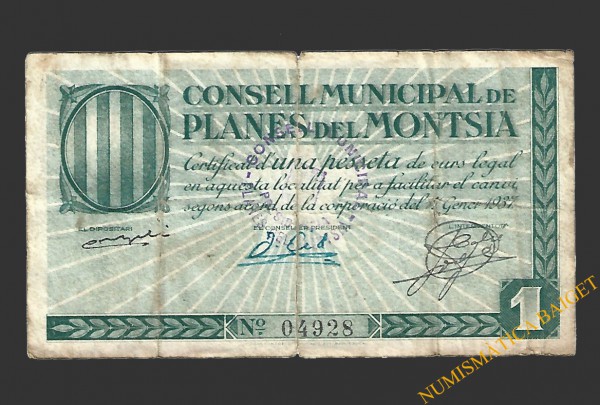 CONSELL MUNICIPAL DE
PLANES DEL MONTSIA
Certificat d'una pesseta de curs legal
en aquesta localitat per a facilitar el canvi,
segons acord de la corporació del Gener 1937
EL DIPOSITARI
EL CONSELLER PRESIDENT
L'INTERVENTOR
Nº 04928
1
NUMISMATICA BAIGET